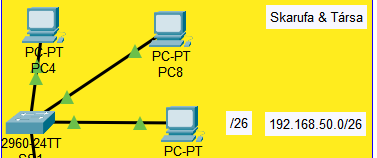 Skarufa & Társa
PC-PT
PC4
PC-PT
PC8
/26
192.168.50.0/26
2960-24TT
PC-PT